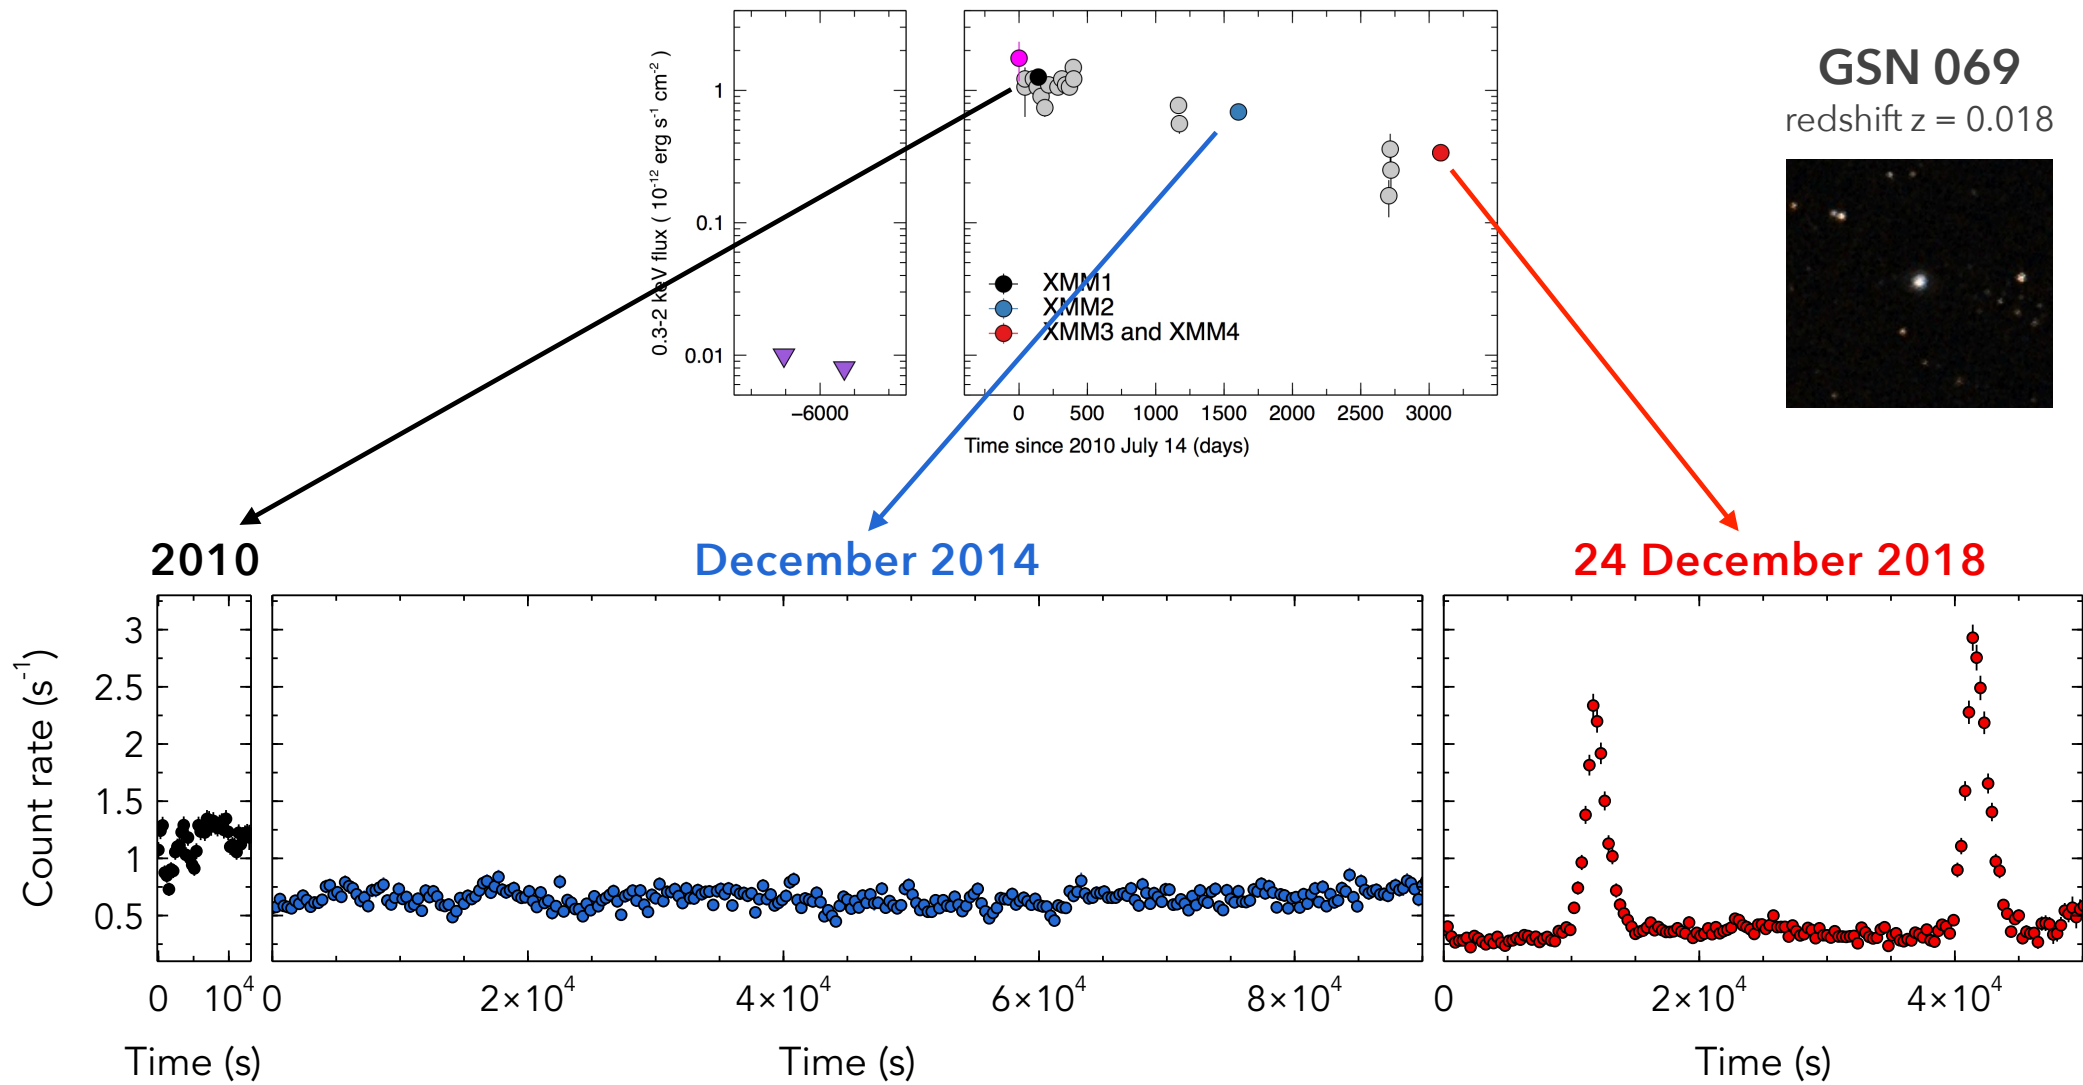 GSN 069
redshift z = 0.018
0.3-2 keV flux ( 10⁻¹² erg s⁻¹ cm⁻²)
1
0.1
0.01
XMM1
XMM2
XMM3 and XMM4
−6000
0 500 1000 1500 2000 2500 3000
Time since 2010 July 14 (days)
2010
December 2014
24 December 2018
Count rate (s⁻¹)
3
2.5
2
1.5
1
0.5
0 10⁴
0 2×10⁴ 4×10⁴ 6×10⁴ 8×10⁴
0 2×10⁴ 4×10⁴
Time (s)
Time (s)
Time (s)